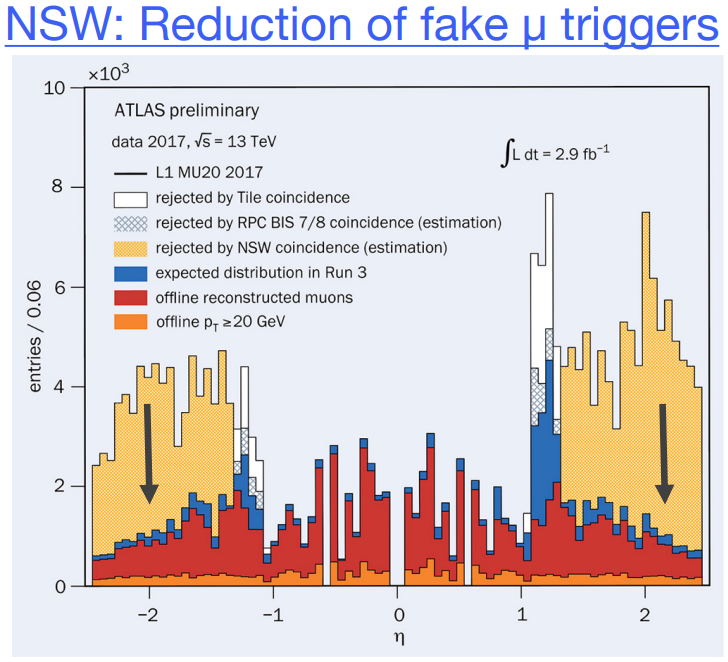 NSW: Reduction of fake μ triggers
×10³
10
8
6
4
2
0
entries / 0.06
ATLAS preliminary
data 2017, √s = 13 TeV
∫L dt = 2.9 fb⁻¹
L1 MU20 2017
rejected by Tile coincidence
rejected by RPC BIS 7/8 coincidence (estimation)
rejected by NSW coincidence (estimation)
expected distribution in Run 3
offline reconstructed muons
offline p_T ≥ 20 GeV
−2 −1 0 1 2
η